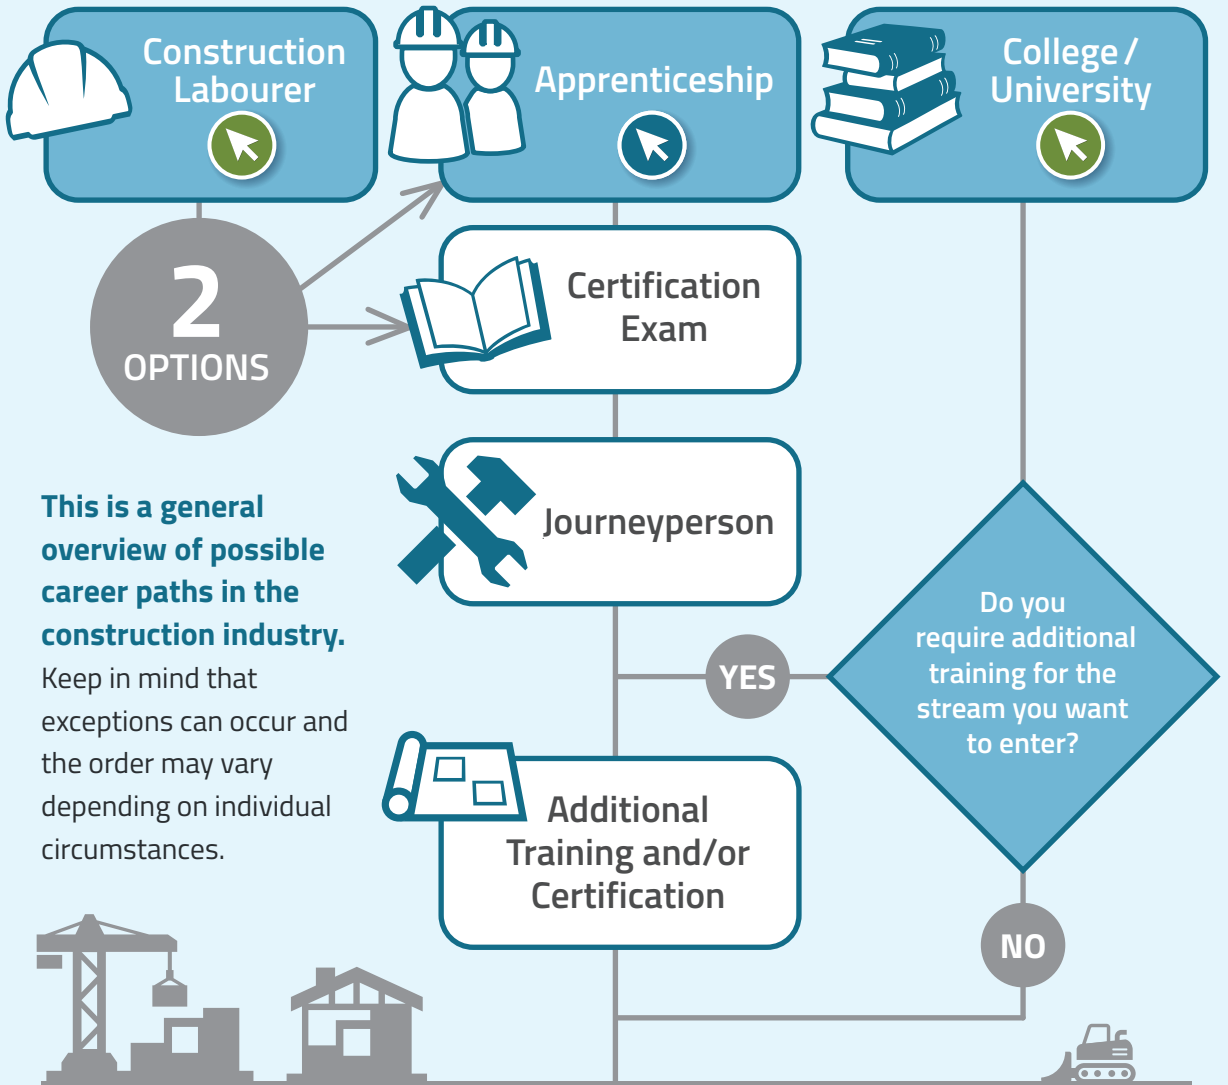 Construction
Labourer
Apprenticeship
College /
University
2
OPTIONS
Certification
Exam
Journeyperson
This is a general
overview of possible
career paths in the
construction industry.
Keep in mind that
exceptions can occur and
the order may vary
depending on individual
circumstances.
Do you
require additional
training for the
stream you want
to enter?
YES
Additional
Training and/or
Certification
NO